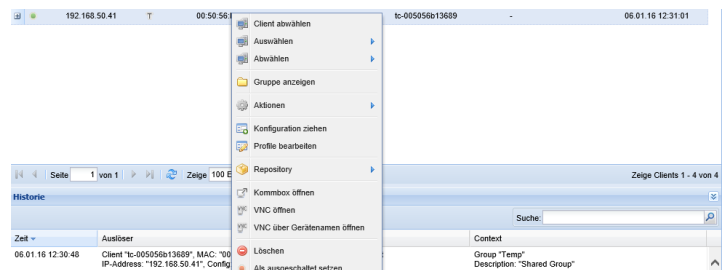 192.168.50.41 T 00:50:56: tc-005056b13689 - 06.01.16 12:31:01
Client abwählen
Auswählen
Abwählen
Gruppe anzeigen
Aktionen
Konfiguration ziehen
Profile bearbeiten
Repository
Seite 1 von 1 Zeige 100 E
Zeige Clients 1 - 4 von 4
Historie
Kommbox öffnen
VNC öffnen
VNC über Gerätenamen öffnen
Suche:
Zeit Auslöser Context
06.01.16 12:30:48 Client "tc-005056b13689", MAC: "00 Group "Temp"
IP-Address: "192.168.50.41", Config Description: "Shared Group"
Löschen
Als ausgeschaltet setzen